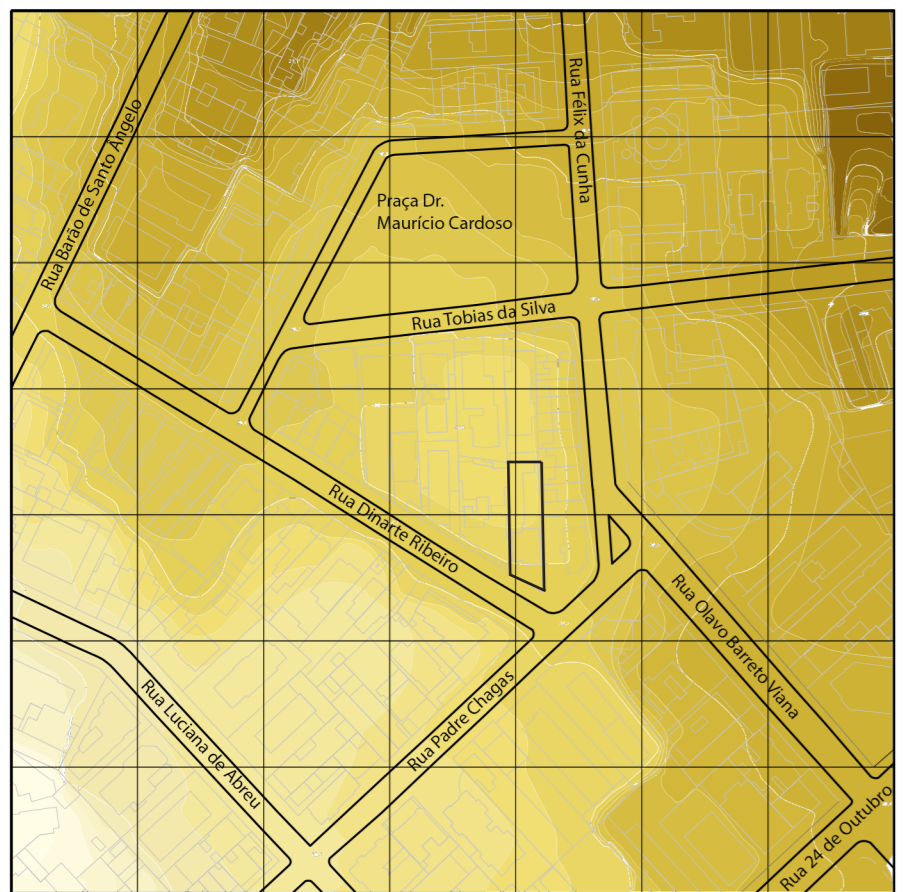 Rua Barão de Santo Ângelo
Rua Félix da Cunha
Praça Dr.
Maurício Cardoso
Rua Tobias da Silva
Rua Dinarte Ribeiro
Rua Olavo Barreto Viana
Rua Padre Chagas
Rua Luciana de Abreu
Rua 24 de Outubro